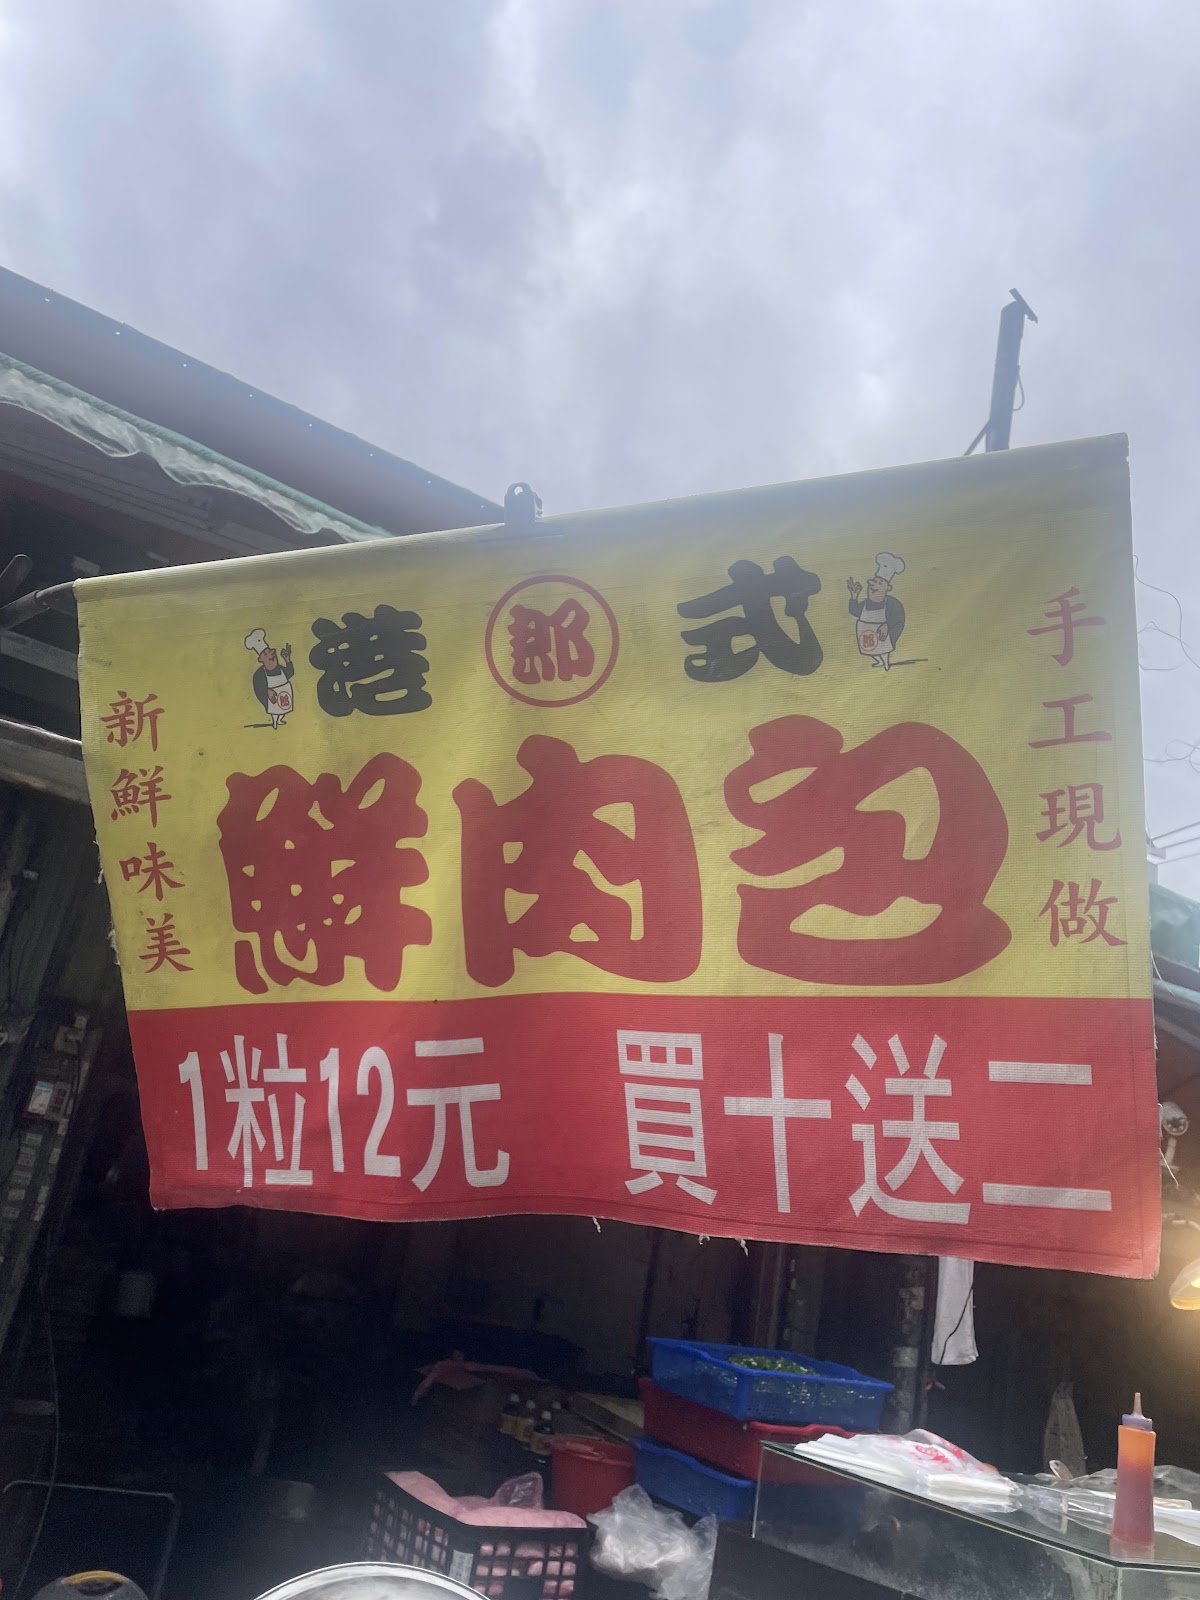 港 郎 式
鮮肉包
新鮮味美
手工現做
1粒12元 買十送二